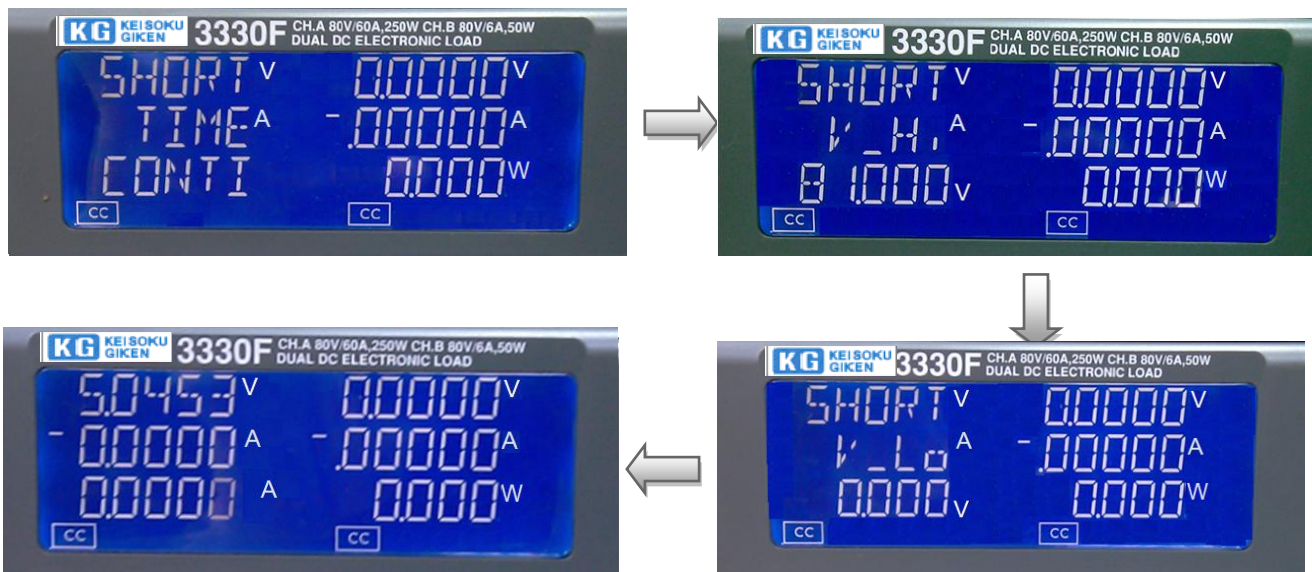 KG KEISOKU GIKEN 3330F CH.A 80V/60A,250W CH.B 80V/6A,50W
DUAL DC ELECTRONIC LOAD
SHORT V 0.0000 V
TIME A -.00000 A
CONTI 0.000 W
CC CC
KG KEISOKU GIKEN 3330F CH.A 80V/60A,250W CH.B 80V/6A,50W
DUAL DC ELECTRONIC LOAD
SHORT V 0.0000 V
V_Hi A -.00000 A
81.000 V 0.000 W
CC CC
KG KEISOKU GIKEN 3330F CH.A 80V/60A,250W CH.B 80V/6A,50W
DUAL DC ELECTRONIC LOAD
SHORT V 0.0000 V
V_Lo A -.00000 A
0.000 V 0.000 W
CC CC
KG KEISOKU GIKEN 3330F CH.A 80V/60A,250W CH.B 80V/6A,50W
DUAL DC ELECTRONIC LOAD
5.0453 V 0.0000 V
-0.0000 A -.00000 A
0.0000 A 0.000 W
CC CC